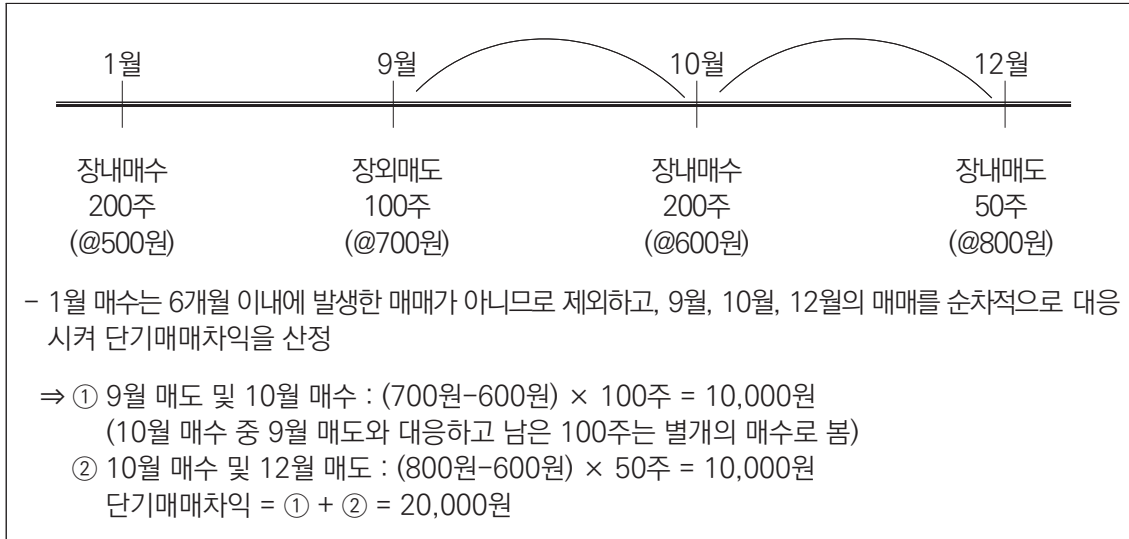 1월 9월 10월 12월
장내매수 장외매도 장내매수 장내매도
200주 100주 200주 50주
(@500원) (@700원) (@600원) (@800원)
- 1월 매수는 6개월 이내에 발생한 매매가 아니므로 제외하고, 9월, 10월, 12월의 매매를 순차적으로 대응
시켜 단기매매차익을 산정
⇒ ① 9월 매도 및 10월 매수 : (700원-600원) × 100주 = 10,000원
(10월 매수 중 9월 매도와 대응하고 남은 100주는 별개의 매수로 봄)
② 10월 매수 및 12월 매도 : (800원-600원) × 50주 = 10,000원
단기매매차익 = ① + ② = 20,000원